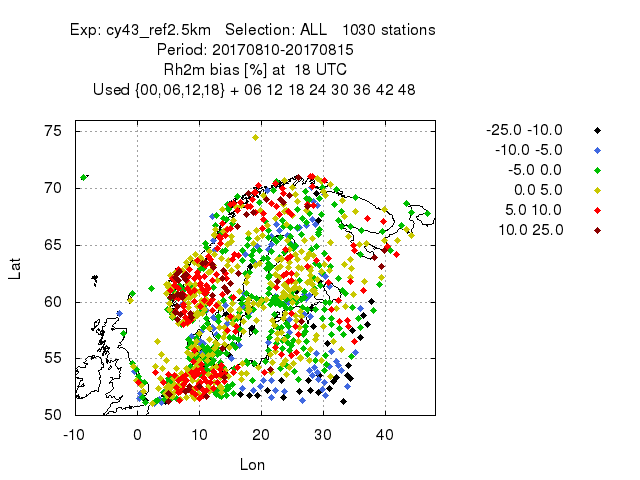 Exp: cy43_ref2.5km   Selection: ALL   1030 stations
Period: 20170810-20170815
Rh2m bias [%] at  18 UTC
Used {00,06,12,18} + 06 12 18 24 30 36 42 48
-25.0 -10.0
-10.0 -5.0
-5.0 0.0
0.0 5.0
5.0 10.0
10.0 25.0
75
70
65
60
55
50
Lat
-10 0 10 20 30 40
Lon